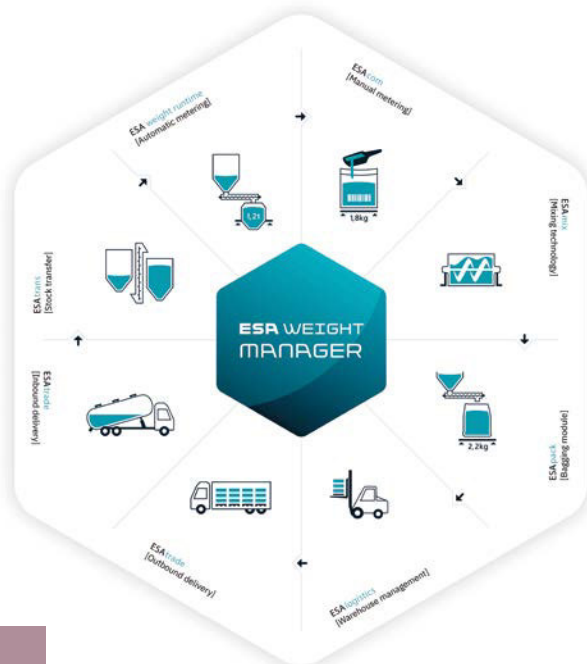 ESA weight runtime
[Automatic metering]
ESAcom
[Manual metering]
1,2t
1,8kg
ESAmix
[Mixing technology]
ESAtrans
[Stock transfer]
ESA WEIGHT
MANAGER
ESAtrade
[Inbound delivery]
2,2kg
ESApack
[Bagging module]
ESAtrade
[Outbound delivery]
ESAlogistics
[Warehouse management]